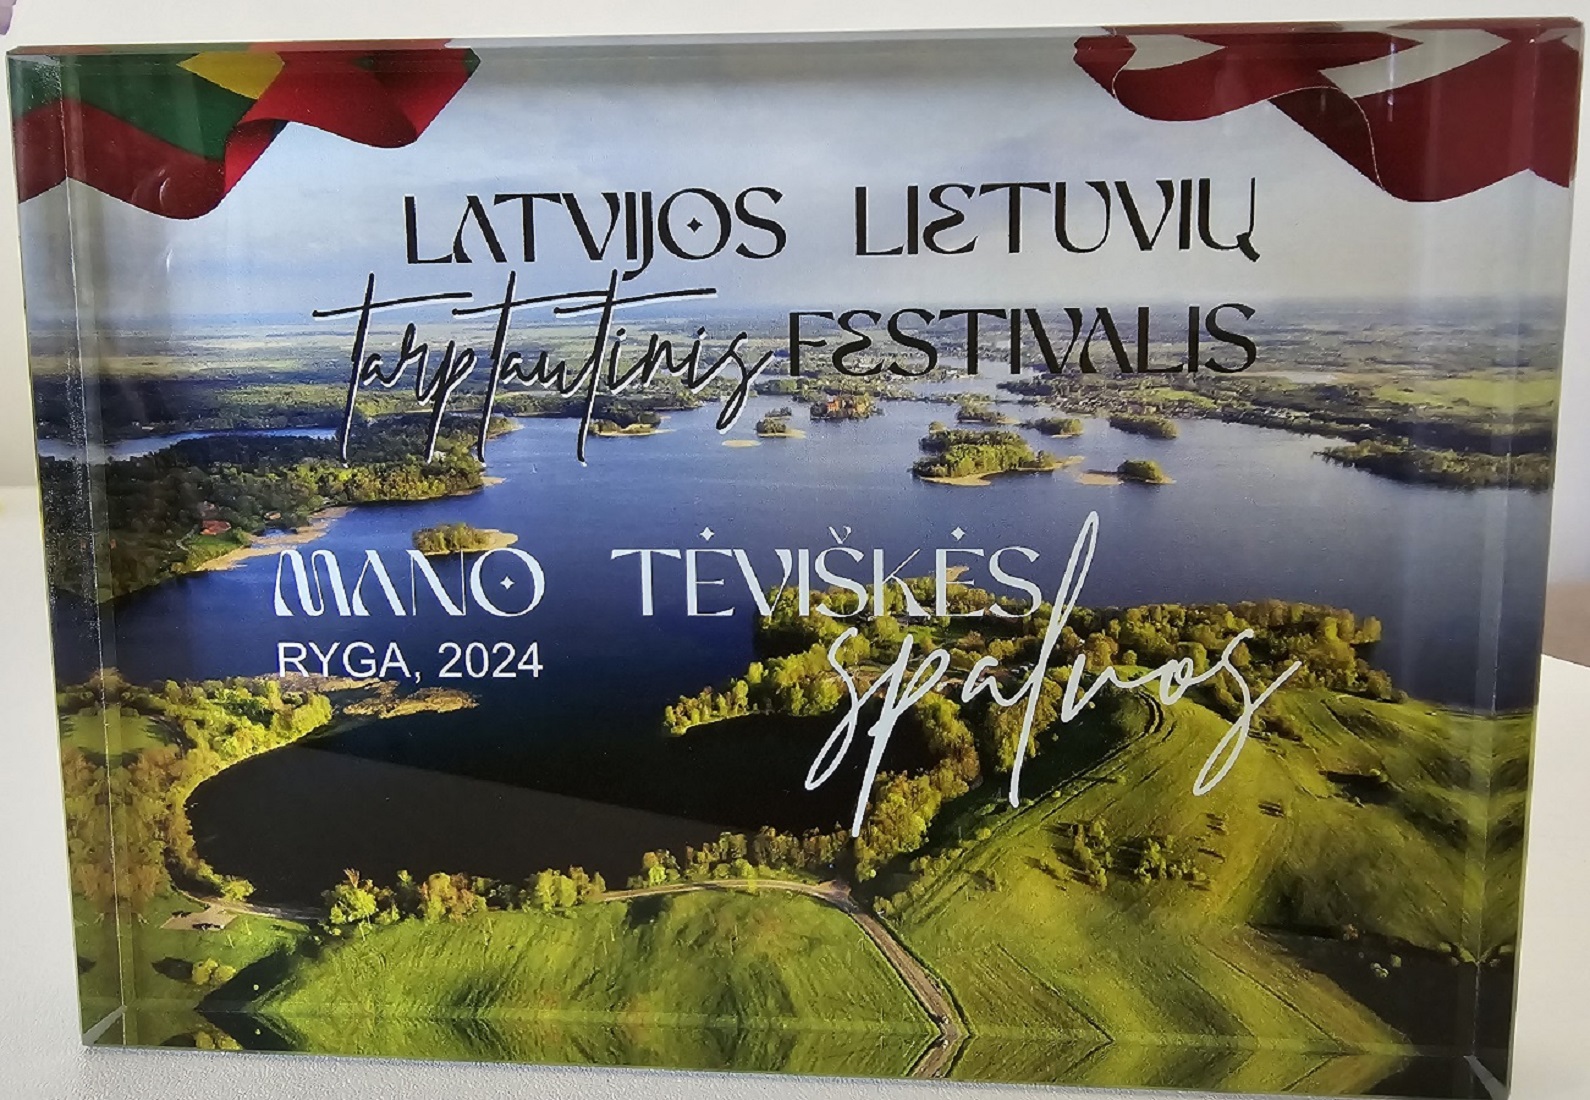 LATVIJOS LIETUVIŲ
tarptautinis FESTIVALIS
MANO TĖVIŠKĖS
spalvos
RYGA, 2024